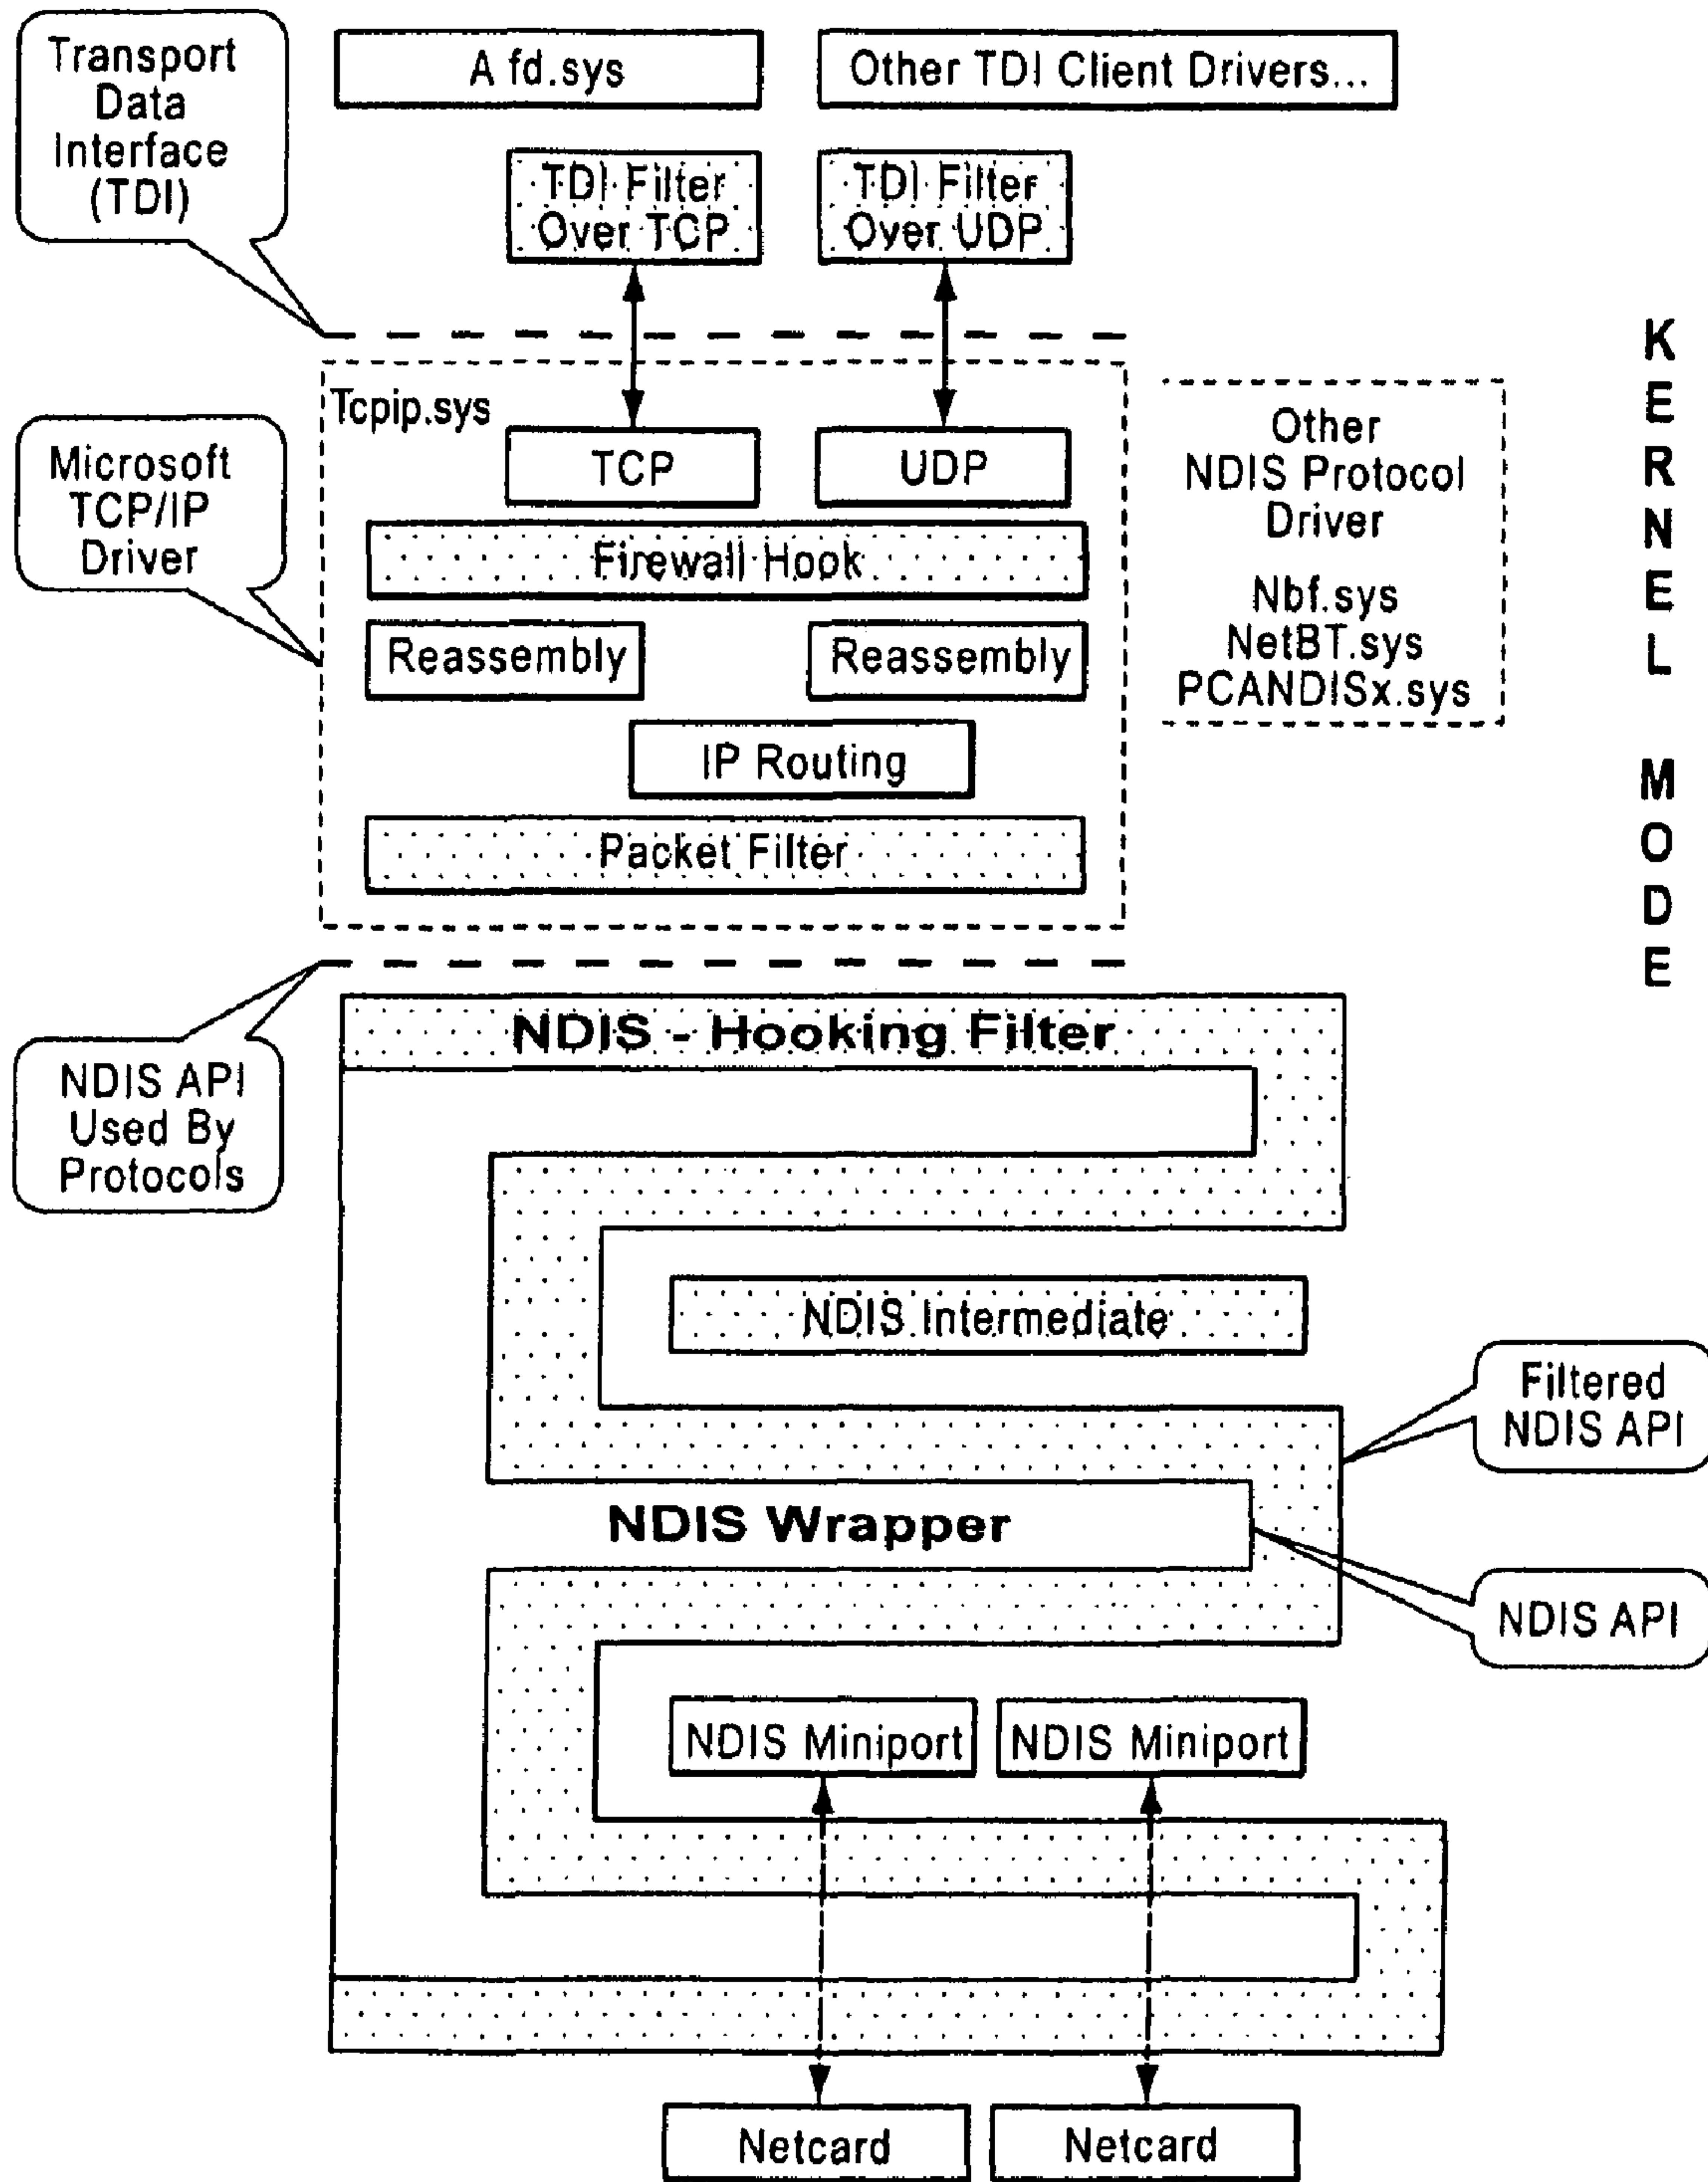 Transport
Data
Interface
(TDI)
A fd.sys
Other TDI Client Drivers...
TDI Filter
Over TCP
TDI Filter
Over UDP
Tcpip.sys
TCP
UDP
Microsoft
TCP/IP
Driver
Firewall Hook
Reassembly
Reassembly
IP Routing
Packet Filter
Other
NDIS Protocol
Driver
Nbf.sys
NetBT.sys
PCANDISx.sys
KERNEL MODE
NDIS API
Used By
Protocols
NDIS - Hooking Filter
NDIS Intermediate
Filtered
NDIS API
NDIS Wrapper
NDIS API
NDIS Miniport
NDIS Miniport
Netcard
Netcard